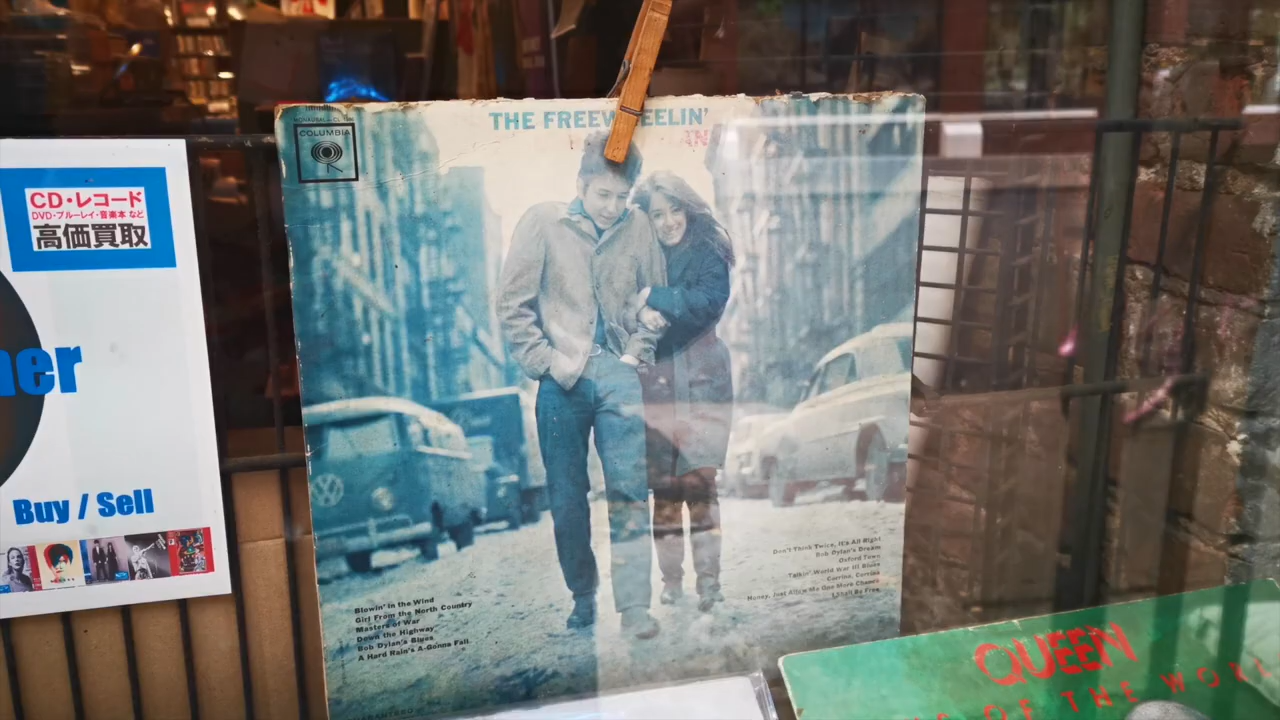 CD・レコード
DVD・ブルーレイ・音楽本 など
高価買取
ner
Buy / Sell
COLUMBIA
THE FREEWHEELIN'
Blowin' in the Wind
Girl From the North Country
Masters of War
Down the Highway
Bob Dylan's Blues
A Hard Rain's A-Gonna Fall
Don't Think Twice, It's All Right
Bob Dylan's Dream
Oxford Town
Talkin' World War III Blues
Corrina, Corrina
Honey, Just Allow Me One More Chance
I Shall Be Free
QUEEN
OF THE WORL